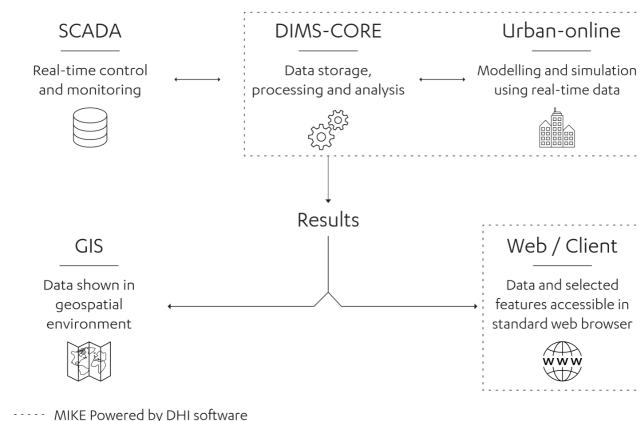 SCADA
Real-time control
and monitoring
DIMS-CORE
Data storage,
processing and analysis
Urban-online
Modelling and simulation
using real-time data
Results
GIS
Data shown in
geospatial
environment
Web / Client
Data and selected
features accessible in
standard web browser
www
MIKE Powered by DHI software